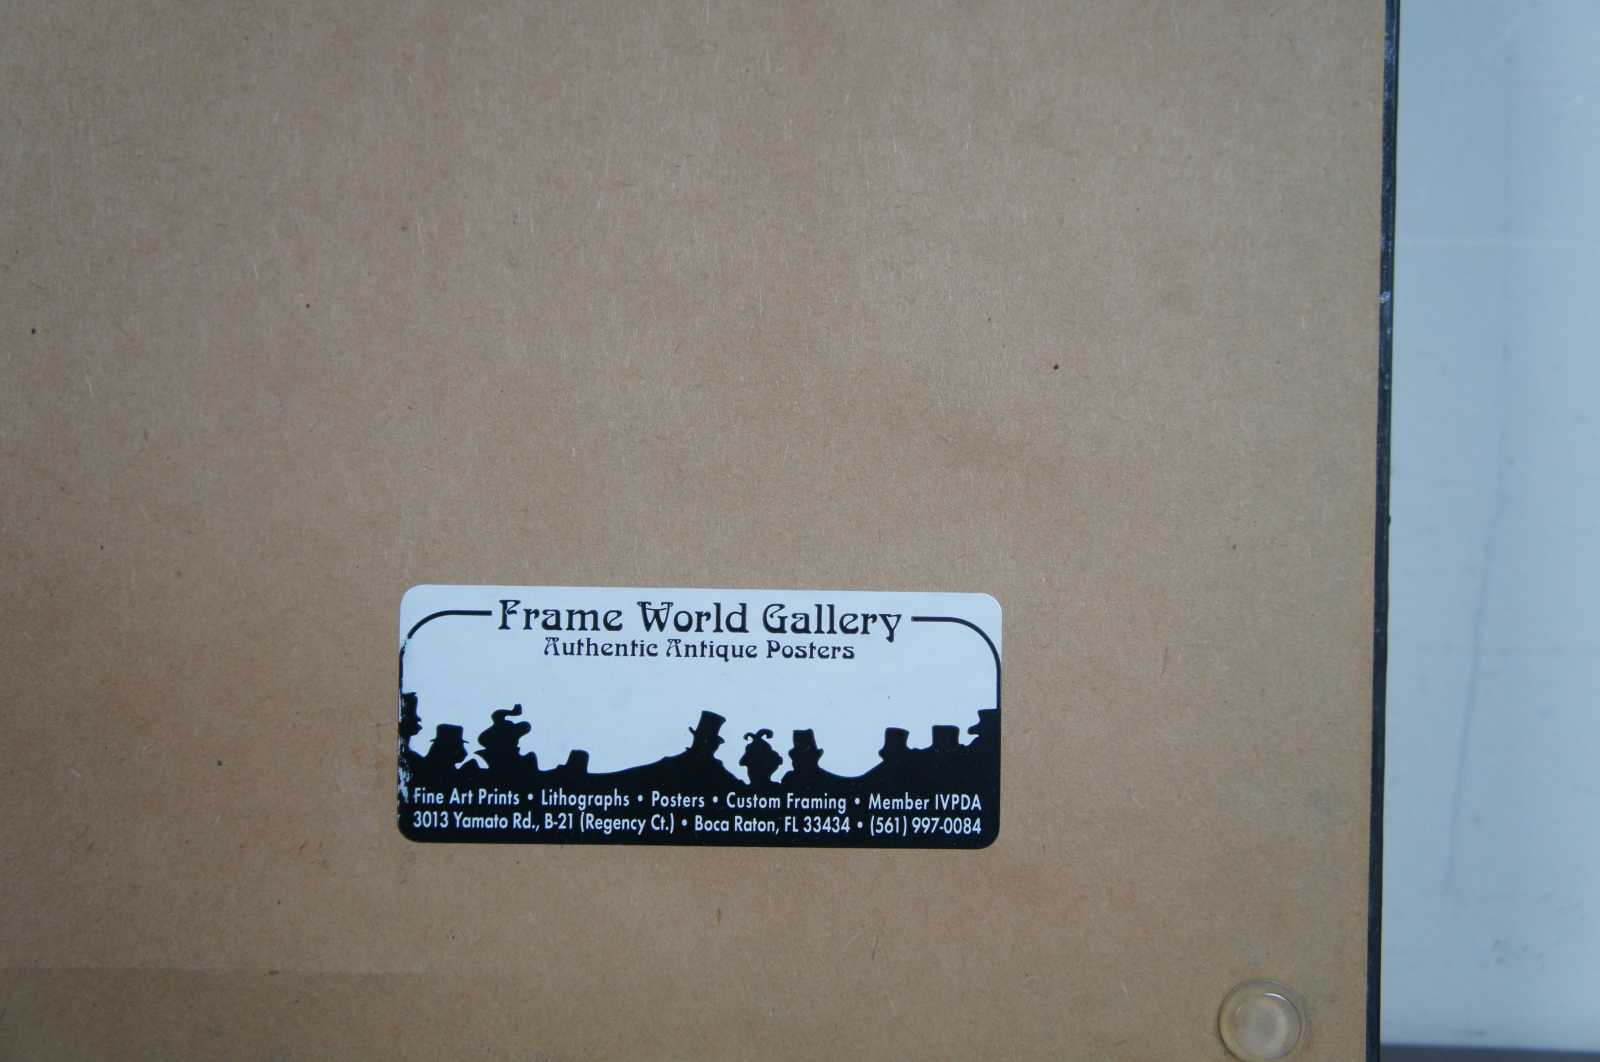 Frame World Gallery
Authentic Antique Posters
Fine Art Prints • Lithographs • Posters • Custom Framing • Member IVPDA
3013 Yamato Rd., B-21 (Regency Ct.) • Boca Raton, FL 33434 • (561) 997-0084